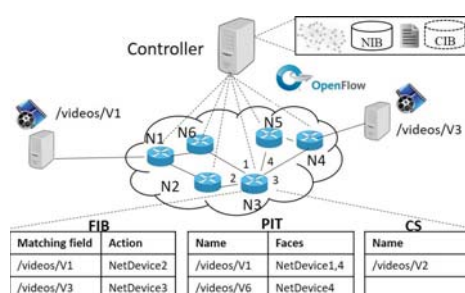 Controller
NIB
CIB
OpenFlow
/videos/V1
/videos/V3
N1
N6
N5
N4
N2
N3
1
4
2
3
FIB
PIT
CS
Matching field Action
/videos/V1 NetDevice2
/videos/V3 NetDevice3
Name Faces
/videos/V1 NetDevice1,4
/videos/V6 NetDevice4
Name
/videos/V2